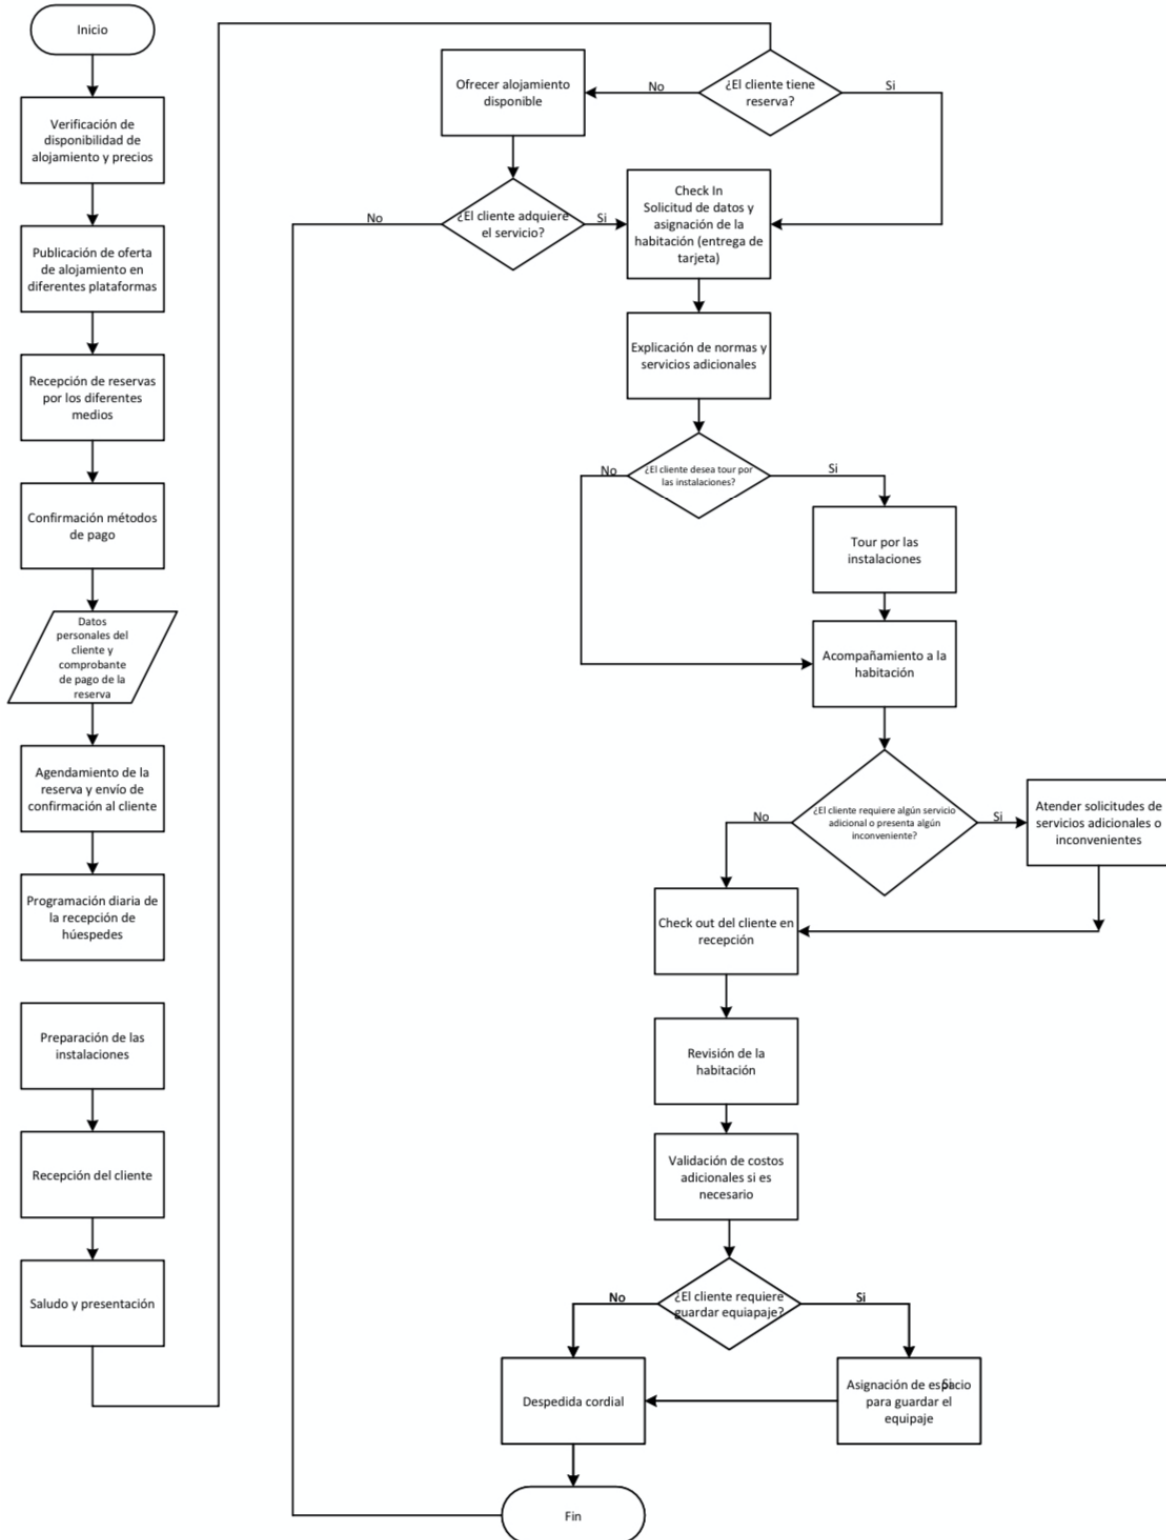 Inicio
Verificación de
disponibilidad de
alojamiento y precios
Publicación de oferta
de alojamiento en
diferentes plataformas
Recepción de reservas
por los diferentes
medios
Confirmación métodos
de pago
Datos
personales del
cliente y
comprobante
de pago de la
reserva
Agendamiento de la
reserva y envío de
confirmación al cliente
Programación diaria de
la recepción de
húespedes
Preparación de las
instalaciones
Recepción del cliente
Saludo y presentación
¿El cliente tiene
reserva?
No
Si
Ofrecer alojamiento
disponible
¿El cliente adquiere
el servicio?
No
Si
Check In
Solicitud de datos y
asignación de la
habitación (entrega de
tarjeta)
Explicación de normas y
servicios adicionales
¿El cliente desea tour por
las instalaciones?
No
Si
Tour por las
instalaciones
Acompañamiento a la
habitación
¿El cliente requiere algún servicio
adicional o presenta algún
inconveniente?
No
Si
Atender solicitudes de
servicios adicionales o
inconvenientes
Check out del cliente en
recepción
Revisión de la
habitación
Validación de costos
adicionales si es
necesario
¿El cliente requiere
guardar equiapaje?
No
Si
Asignación de espacio
para guardar el
equipaje
Si
Despedida cordial
Fin